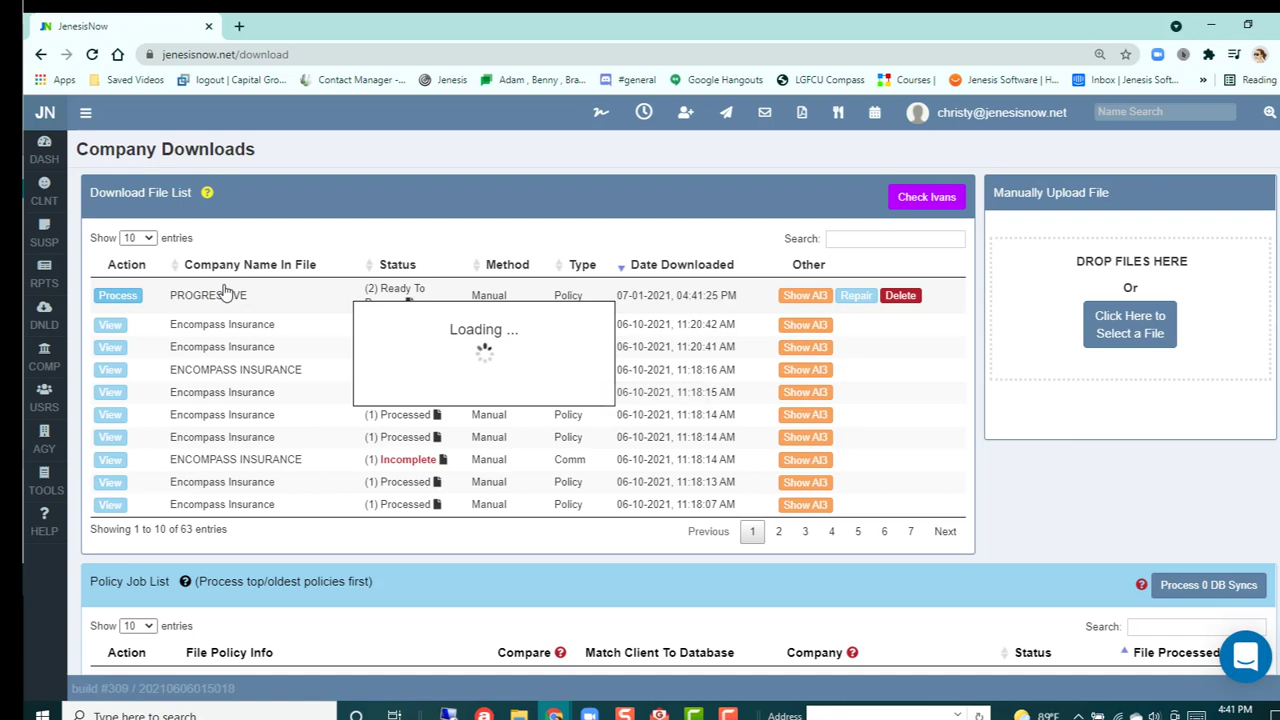 JenesisNow
jenesisnow.net/download
Apps Saved Videos logout | Capital Gro... Contact Manager -... Jenesis Adam , Benny , Bra... #general Google Hangouts LGFCU Compass Courses | Jenesis Software | H... Inbox | Jenesis Soft... » Reading
JN christy@jenesisnow.net Name Search
DASH
CLNT
SUSP
RPTS
DNLD
COMP
USRS
AGY
TOOLS
HELP
Company Downloads
Download File List ? Check Ivans
Show 10 entries Search:
Action Company Name In File Status Method Type Date Downloaded Other
Process PROGRESSIVE (2) Ready To Manual Policy 07-01-2021, 04:41:25 PM Show AI3 Repair Delete
View Encompass Insurance 06-10-2021, 11:20:42 AM Show AI3
View Encompass Insurance 06-10-2021, 11:20:41 AM Show AI3
View ENCOMPASS INSURANCE 06-10-2021, 11:18:16 AM Show AI3
View Encompass Insurance 06-10-2021, 11:18:15 AM Show AI3
View Encompass Insurance (1) Processed Manual Policy 06-10-2021, 11:18:14 AM Show AI3
View Encompass Insurance (1) Processed Manual Policy 06-10-2021, 11:18:14 AM Show AI3
View ENCOMPASS INSURANCE (1) Incomplete Manual Comm 06-10-2021, 11:18:14 AM Show AI3
View Encompass Insurance (1) Processed Manual Policy 06-10-2021, 11:18:13 AM Show AI3
View Encompass Insurance (1) Processed Manual Policy 06-10-2021, 11:18:07 AM Show AI3
Loading ...
Showing 1 to 10 of 63 entries Previous 1 2 3 4 5 6 7 Next
Manually Upload File
DROP FILES HERE
Or
Click Here to
Select a File
Policy Job List ? (Process top/oldest policies first) ? Process 0 DB Syncs
Show 10 entries Search:
Action File Policy Info Compare ? Match Client To Database Company ? Status File Processed
build #309 / 20210606015018
Type here to search Address 89°F 4:41 PM